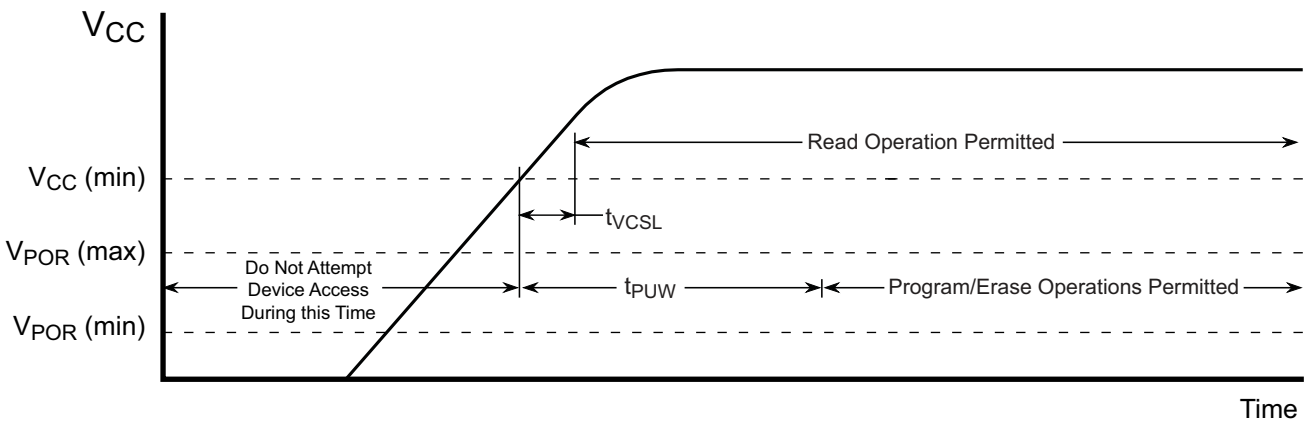 VCC
Read Operation Permitted
VCC (min)
tVCSL
VPOR (max)
Do Not Attempt
Device Access
During this Time
tPUW
Program/Erase Operations Permitted
VPOR (min)
Time